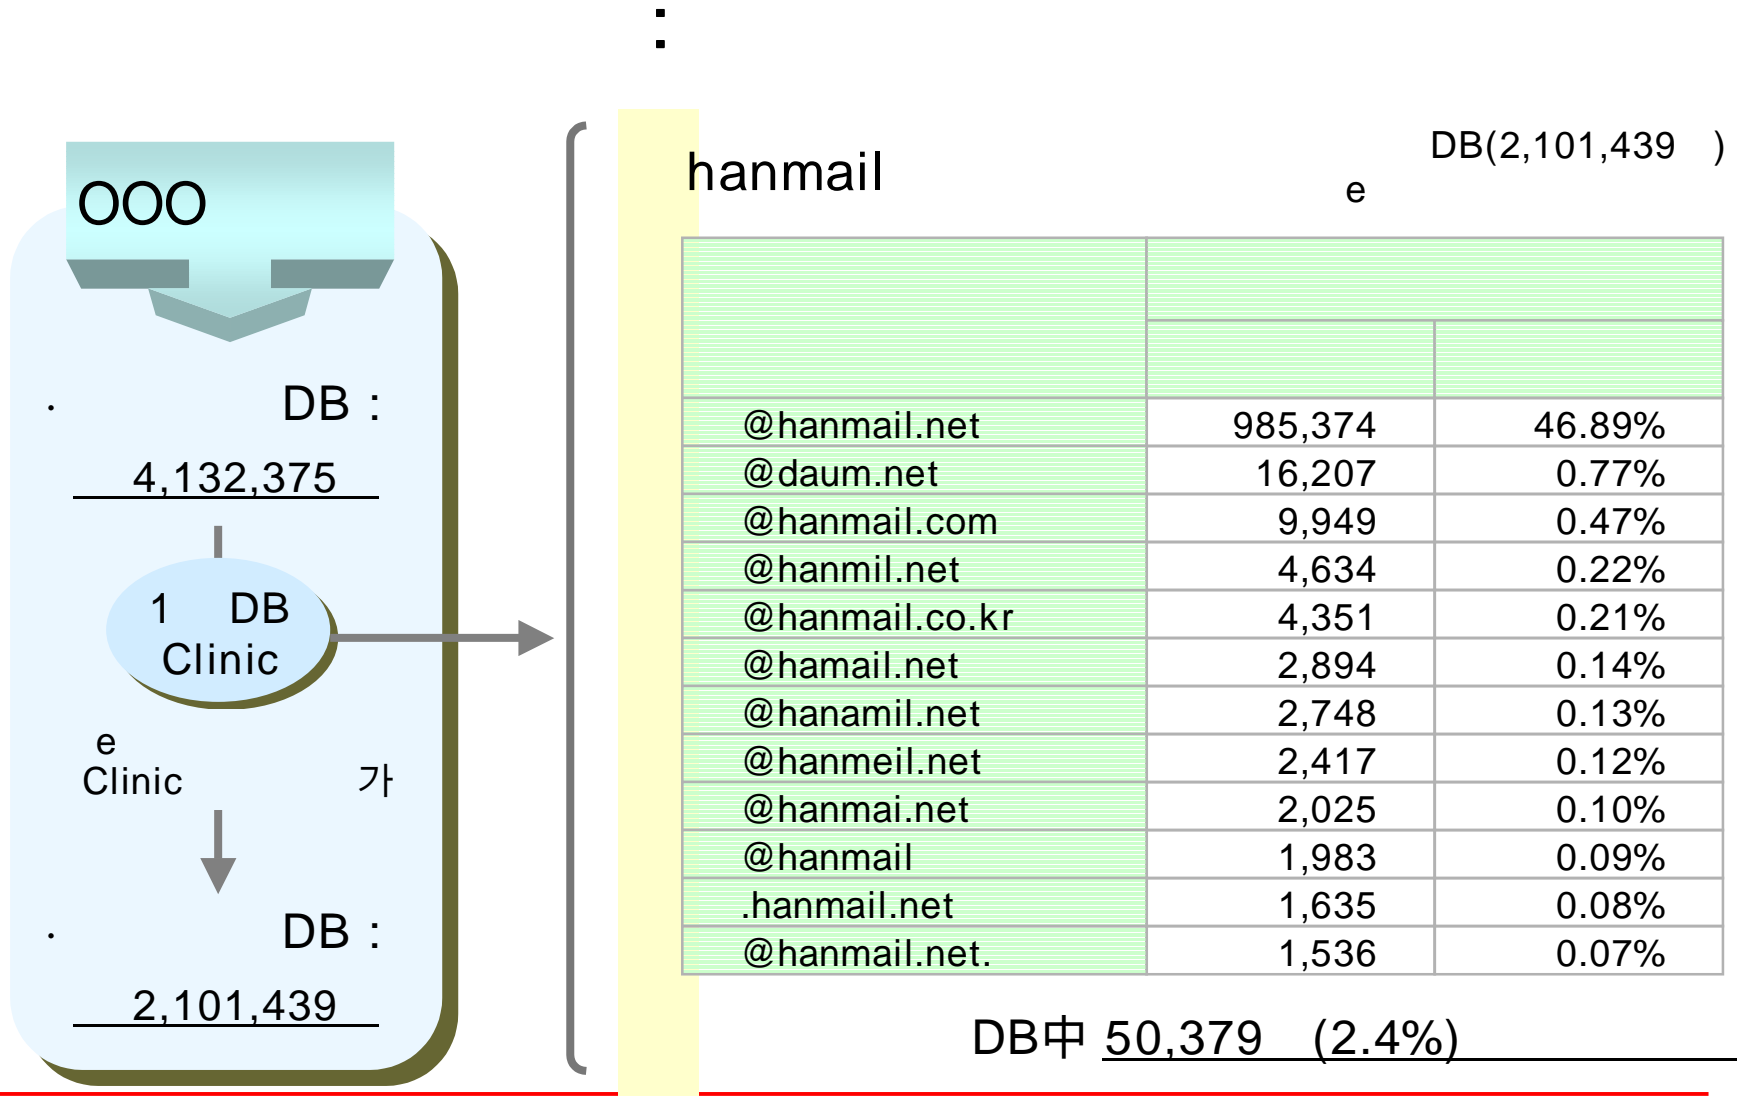 :
OOO
· DB :
4,132,375
1 DB
Clinic
e
Clinic 가
· DB :
2,101,439
hanmail
DB(2,101,439 )
e
@hanmail.net 985,374 46.89%
@daum.net 16,207 0.77%
@hanmail.com 9,949 0.47%
@hanmil.net 4,634 0.22%
@hanmail.co.kr 4,351 0.21%
@hamail.net 2,894 0.14%
@hanamil.net 2,748 0.13%
@hanmeil.net 2,417 0.12%
@hanmai.net 2,025 0.10%
@hanmail 1,983 0.09%
.hanmail.net 1,635 0.08%
@hanmail.net. 1,536 0.07%
DB中 50,379 (2.4%)